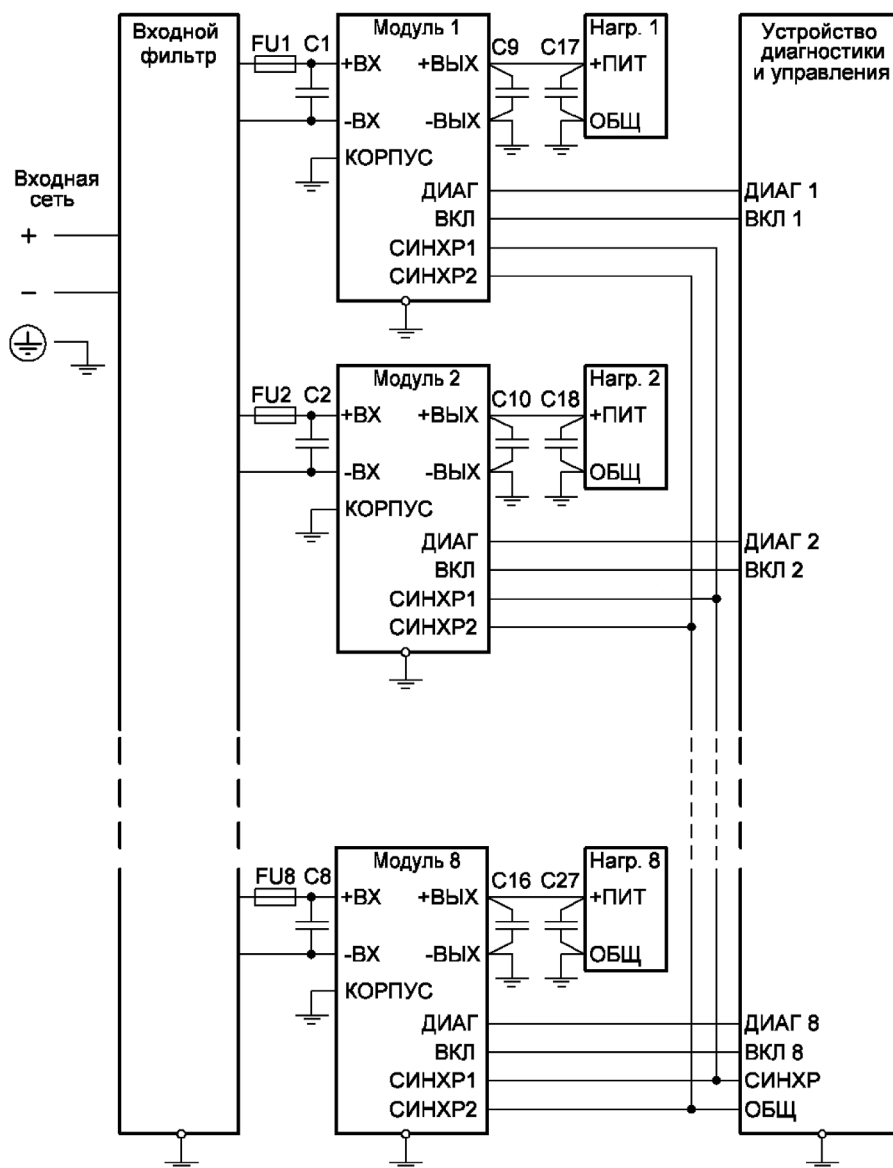 Входной
фильтр
FU1
C1
Модуль 1
+ВХ
+ВЫХ
-ВХ
-ВЫХ
КОРПУС
ДИАГ
ВКЛ
СИНХР1
СИНХР2
C9
C17
Нагр. 1
+ПИТ
ОБЩ
Устройство
диагностики
и управления
ДИАГ 1
ВКЛ 1
Входная
сеть
+
−
FU2
C2
Модуль 2
+ВХ
+ВЫХ
-ВХ
-ВЫХ
КОРПУС
ДИАГ
ВКЛ
СИНХР1
СИНХР2
C10
C18
Нагр. 2
+ПИТ
ОБЩ
ДИАГ 2
ВКЛ 2
FU8
C8
Модуль 8
+ВХ
+ВЫХ
-ВХ
-ВЫХ
КОРПУС
ДИАГ
ВКЛ
СИНХР1
СИНХР2
C16
C27
Нагр. 8
+ПИТ
ОБЩ
ДИАГ 8
ВКЛ 8
СИНХР
ОБЩ